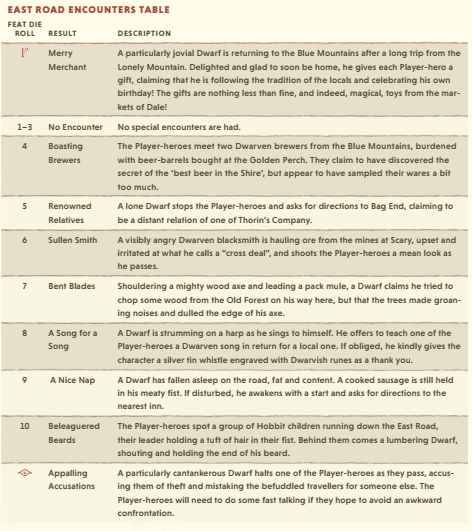 EAST ROAD ENCOUNTERS TABLE
FEAT DIE
ROLL RESULT DESCRIPTION
Merry
Merchant
A particularly jovial Dwarf is returning to the Blue Mountains after a long trip from the
Lonely Mountain. Delighted and glad to soon be home, he gives each Player-hero a
gift, claiming that he is following the tradition of the locals and celebrating his own
birthday! The gifts are nothing less than fine, and indeed, magical, toys from the mar-
kets of Dale!
1–3 No Encounter No special encounters are had.
4 Boasting
Brewers
The Player-heroes meet two Dwarven brewers from the Blue Mountains, burdened
with beer-barrels bought at the Golden Perch. They claim to have discovered the
secret of the ‘best beer in the Shire’, but appear to have sampled their wares a bit
too much.
5 Renowned
Relatives
A lone Dwarf stops the Player-heroes and asks for directions to Bag End, claiming to
be a distant relation of one of Thorin’s Company.
6 Sullen Smith
A visibly angry Dwarven blacksmith is hauling ore from the mines at Scary, upset and
irritated at what he calls a “cross deal”, and shoots the Player-heroes a mean look as
he passes.
7 Bent Blades
Shouldering a mighty wood axe and leading a pack mule, a Dwarf claims he tried to
chop some wood from the Old Forest on his way here, but that the trees made groan-
ing noises and dulled the edge of his axe.
8 A Song for a
Song
A Dwarf is strumming on a harp as he sings to himself. He offers to teach one of the
Player-heroes a Dwarven song in return for a local one. If obliged, he kindly gives the
character a silver tin whistle engraved with Dwarvish runes as a thank you.
9 A Nice Nap
A Dwarf has fallen asleep on the road, fat and content. A cooked sausage is still held
in his meaty fist. If disturbed, he awakens with a start and asks for directions to the
nearest inn.
10 Beleaguered
Beards
The Player-heroes spot a group of Hobbit children running down the East Road,
their leader holding a tuft of hair in their fist. Behind them comes a lumbering Dwarf,
shouting and holding the end of his beard.
Appalling
Accusations
A particularly cantankerous Dwarf halts one of the Player-heroes as they pass, accus-
ing them of theft and mistaking the befuddled travellers for someone else. The
Player-heroes will need to do some fast talking if they hope to avoid an awkward
confrontation.